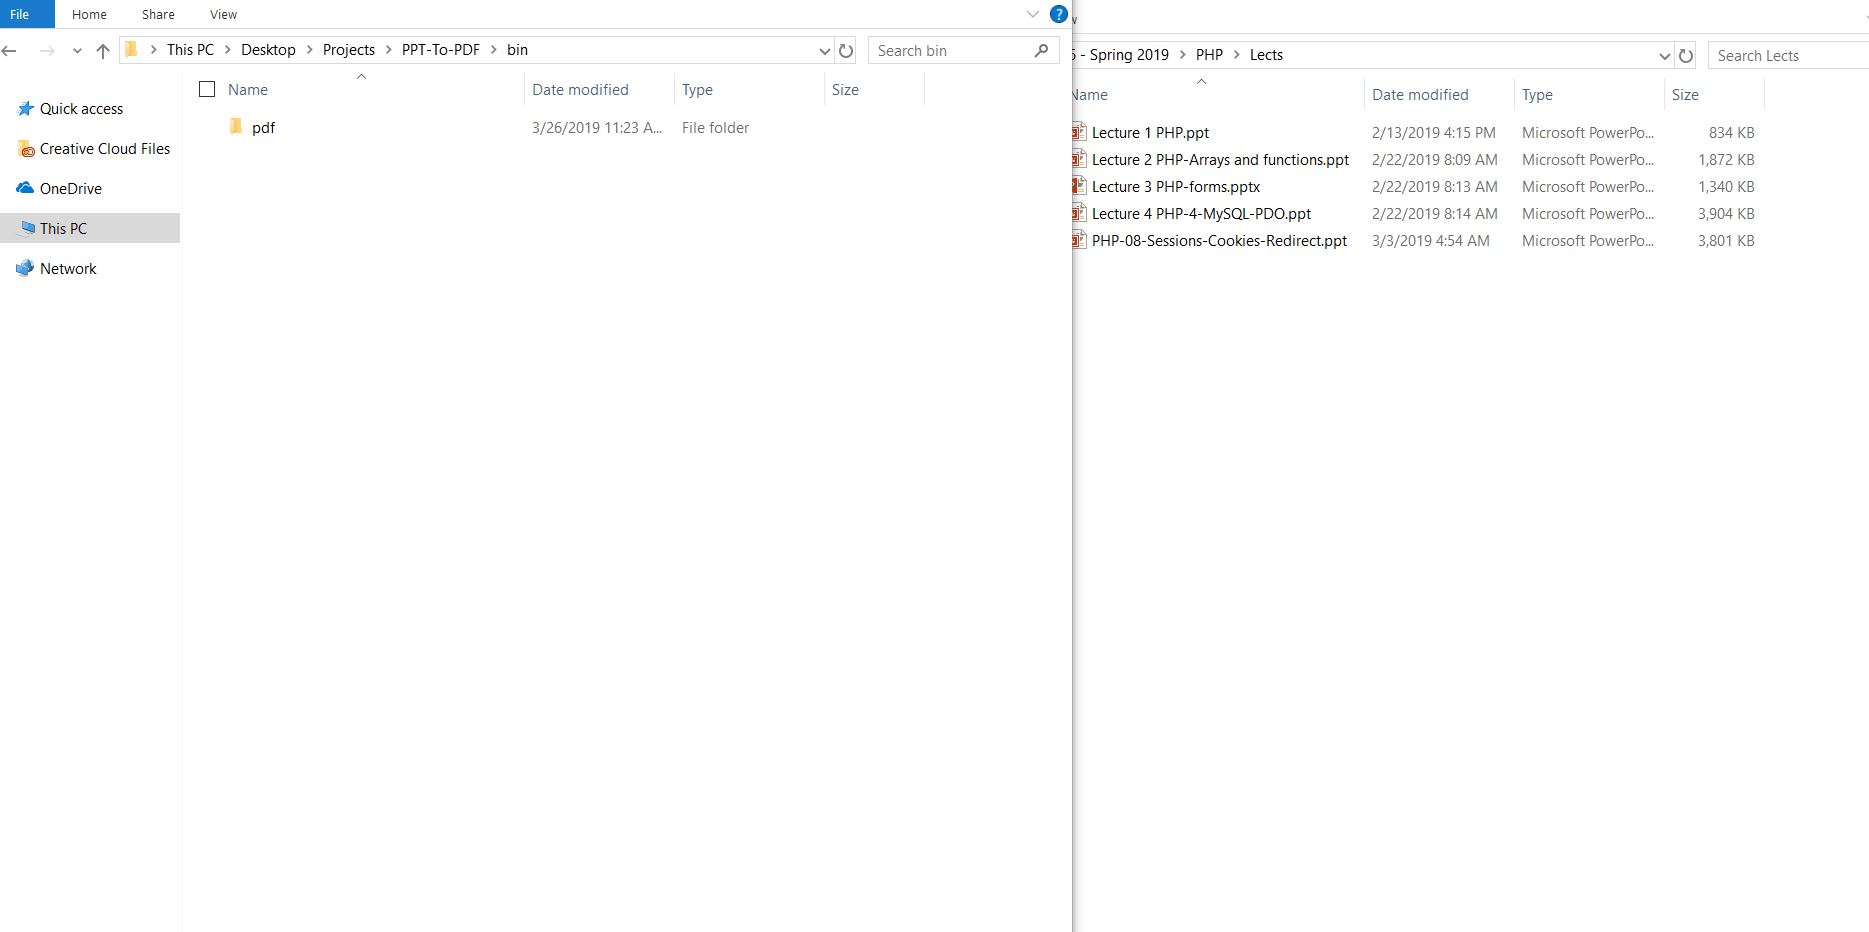 File Home Share View ?
This PC Desktop Projects PPT-To-PDF bin Search bin
Name Date modified Type Size
pdf 3/26/2019 11:23 A... File folder
Quick access
Creative Cloud Files
OneDrive
This PC
Network
- Spring 2019 PHP Lects Search Lects
Name Date modified Type Size
Lecture 1 PHP.ppt 2/13/2019 4:15 PM Microsoft PowerPo... 834 KB
Lecture 2 PHP-Arrays and functions.ppt 2/22/2019 8:09 AM Microsoft PowerPo... 1,872 KB
Lecture 3 PHP-forms.pptx 2/22/2019 8:13 AM Microsoft PowerPo... 1,340 KB
Lecture 4 PHP-4-MySQL-PDO.ppt 2/22/2019 8:14 AM Microsoft PowerPo... 3,904 KB
PHP-08-Sessions-Cookies-Redirect.ppt 3/3/2019 4:54 AM Microsoft PowerPo... 3,801 KB